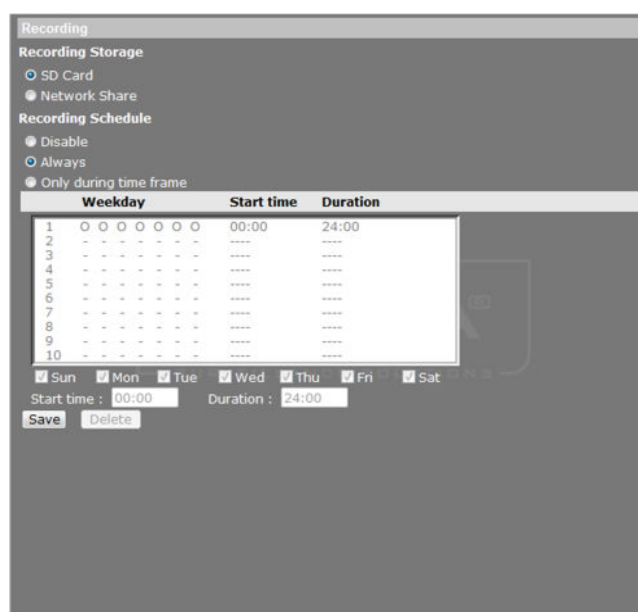 Recording
Recording Storage
SD Card
Network Share
Recording Schedule
Disable
Always
Only during time frame
Weekday Start time Duration
1 O O O O O O O 00:00 24:00
2 - - - - - - - ---- ----
3 - - - - - - - ---- ----
4 - - - - - - - ---- ----
5 - - - - - - - ---- ----
6 - - - - - - - ---- ----
7 - - - - - - - ---- ----
8 - - - - - - - ---- ----
9 - - - - - - - ---- ----
10 - - - - - - - ---- ----
Sun Mon Tue Wed Thu Fri Sat
Start time : 00:00 Duration : 24:00
Save Delete